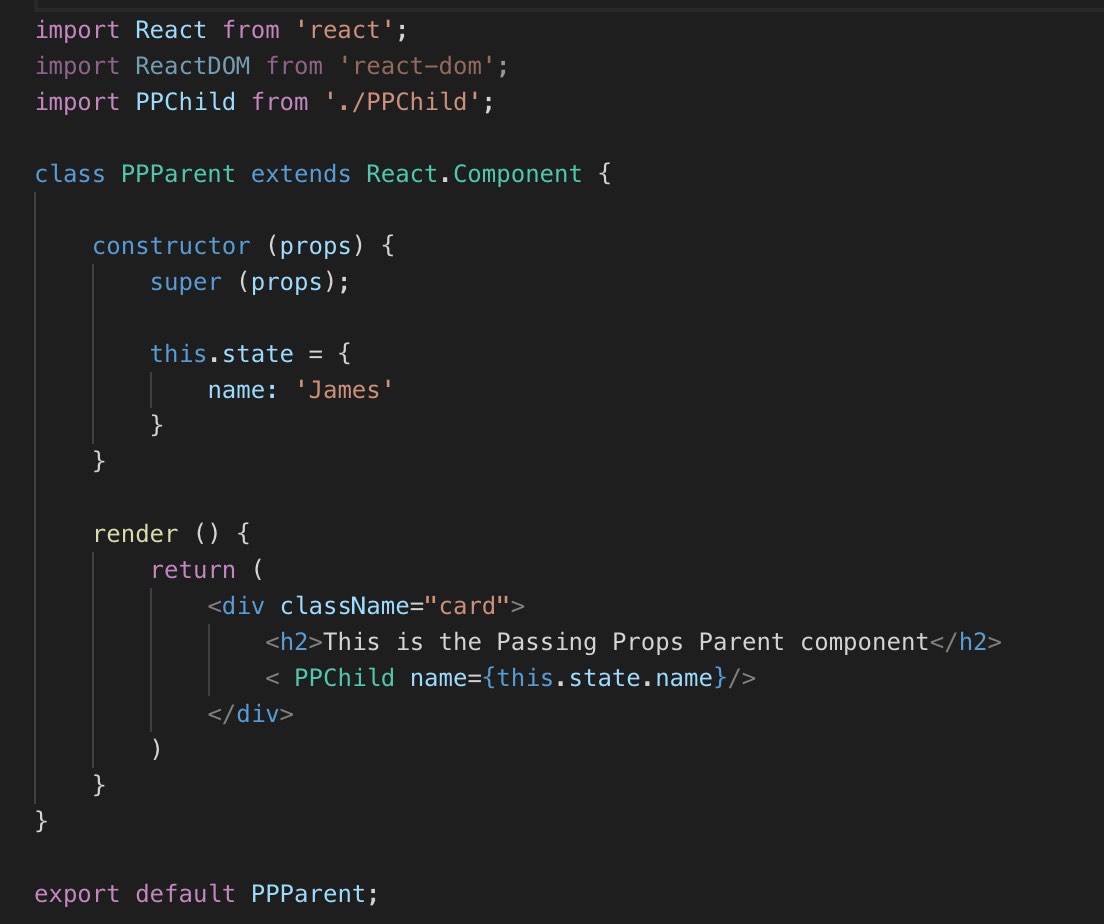 import React from 'react';
import ReactDOM from 'react-dom';
import PPChild from './PPChild';
class PPParent extends React.Component {
constructor (props) {
super (props);
this.state = {
name: 'James'
}
}
render () {
return (
<div className="card">
<h2>This is the Passing Props Parent component</h2>
< PPChild name={this.state.name}/>
</div>
)
}
}
export default PPParent;